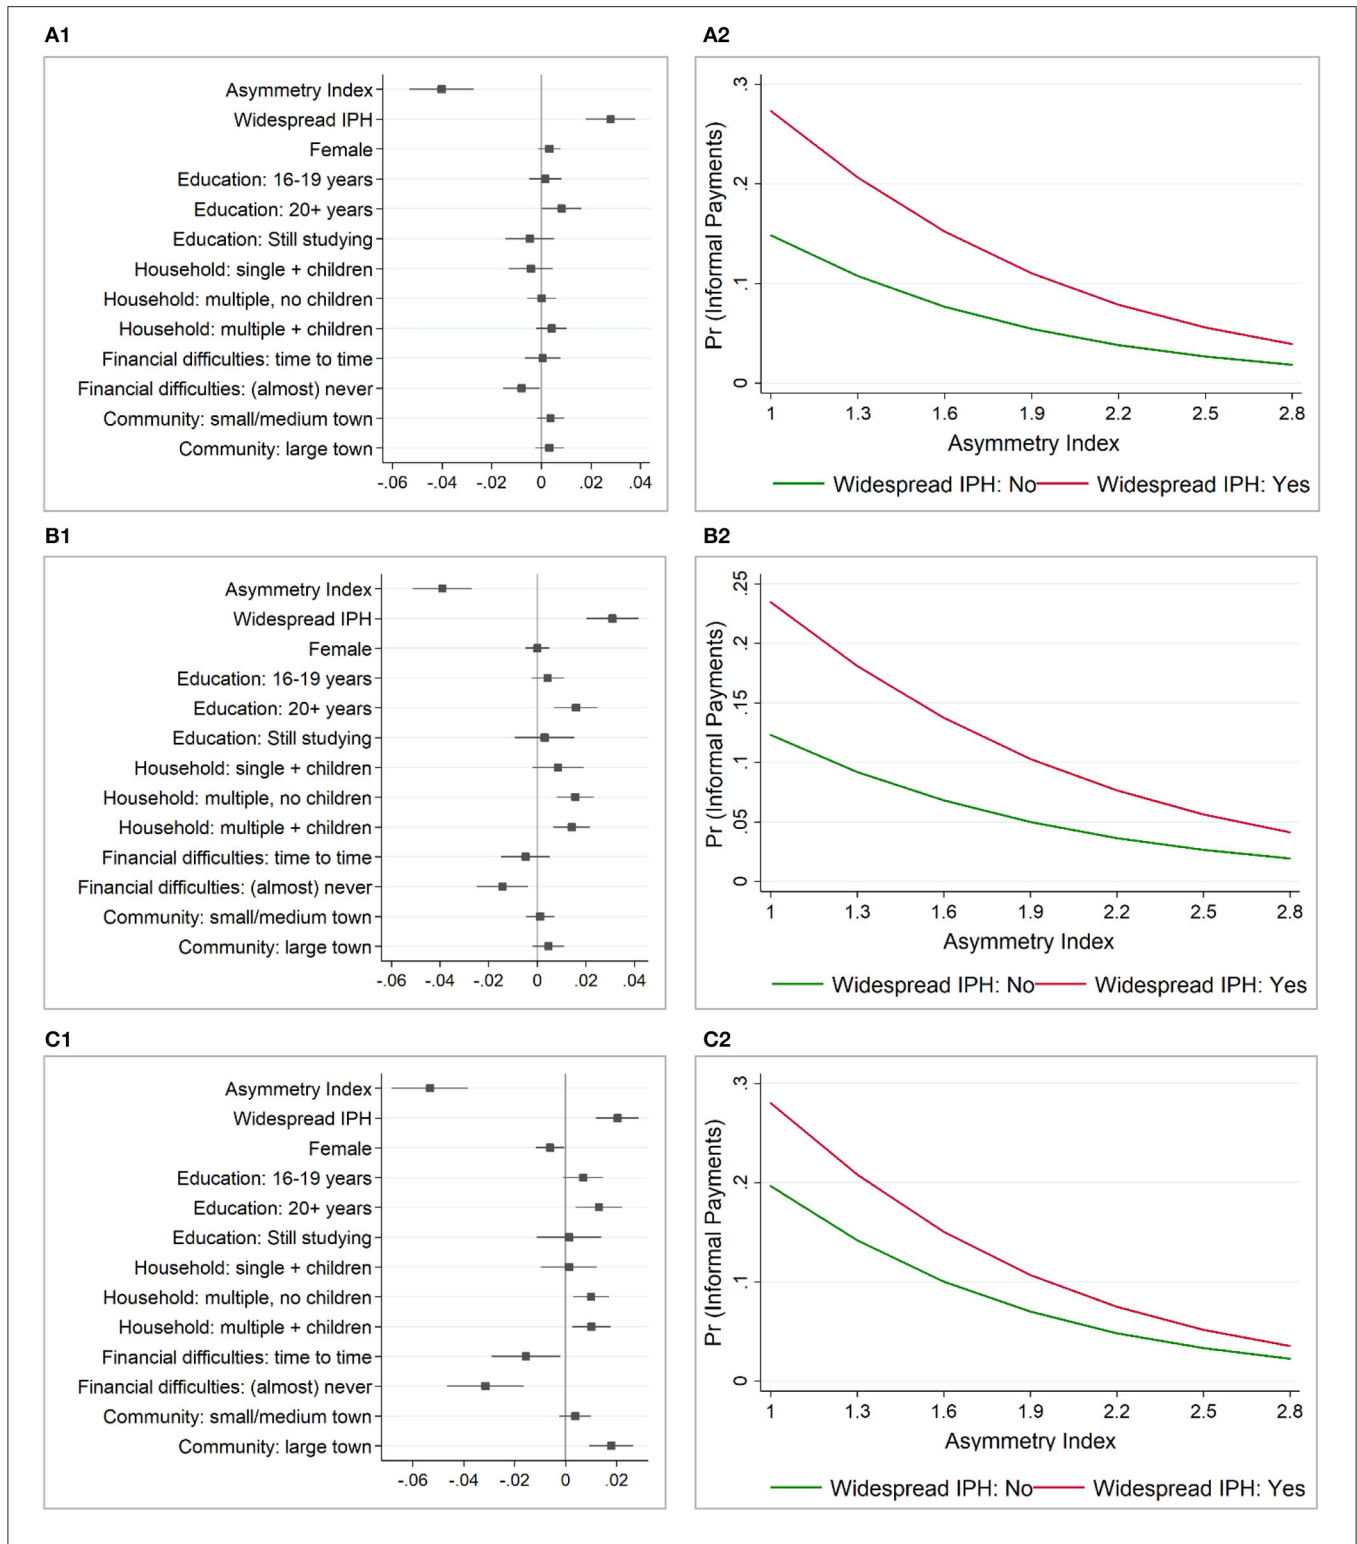 A1
Asymmetry Index
Widespread IPH
Female
Education: 16-19 years
Education: 20+ years
Education: Still studying
Household: single + children
Household: multiple, no children
Household: multiple + children
Financial difficulties: time to time
Financial difficulties: (almost) never
Community: small/medium town
Community: large town
-.06 -.04 -.02 0 .02 .04
A2
Pr (Informal Payments)
.3
.2
.1
0
1 1.3 1.6 1.9 2.2 2.5 2.8
Asymmetry Index
Widespread IPH: No Widespread IPH: Yes
B1
Asymmetry Index
Widespread IPH
Female
Education: 16-19 years
Education: 20+ years
Education: Still studying
Household: single + children
Household: multiple, no children
Household: multiple + children
Financial difficulties: time to time
Financial difficulties: (almost) never
Community: small/medium town
Community: large town
-.06 -.04 -.02 0 .02 .04
B2
Pr (Informal Payments)
.25
.2
.15
.1
.05
0
1 1.3 1.6 1.9 2.2 2.5 2.8
Asymmetry Index
Widespread IPH: No Widespread IPH: Yes
C1
Asymmetry Index
Widespread IPH
Female
Education: 16-19 years
Education: 20+ years
Education: Still studying
Household: single + children
Household: multiple, no children
Household: multiple + children
Financial difficulties: time to time
Financial difficulties: (almost) never
Community: small/medium town
Community: large town
-.06 -.04 -.02 0 .02
C2
Pr (Informal Payments)
.3
.2
.1
0
1 1.3 1.6 1.9 2.2 2.5 2.8
Asymmetry Index
Widespread IPH: No Widespread IPH: Yes